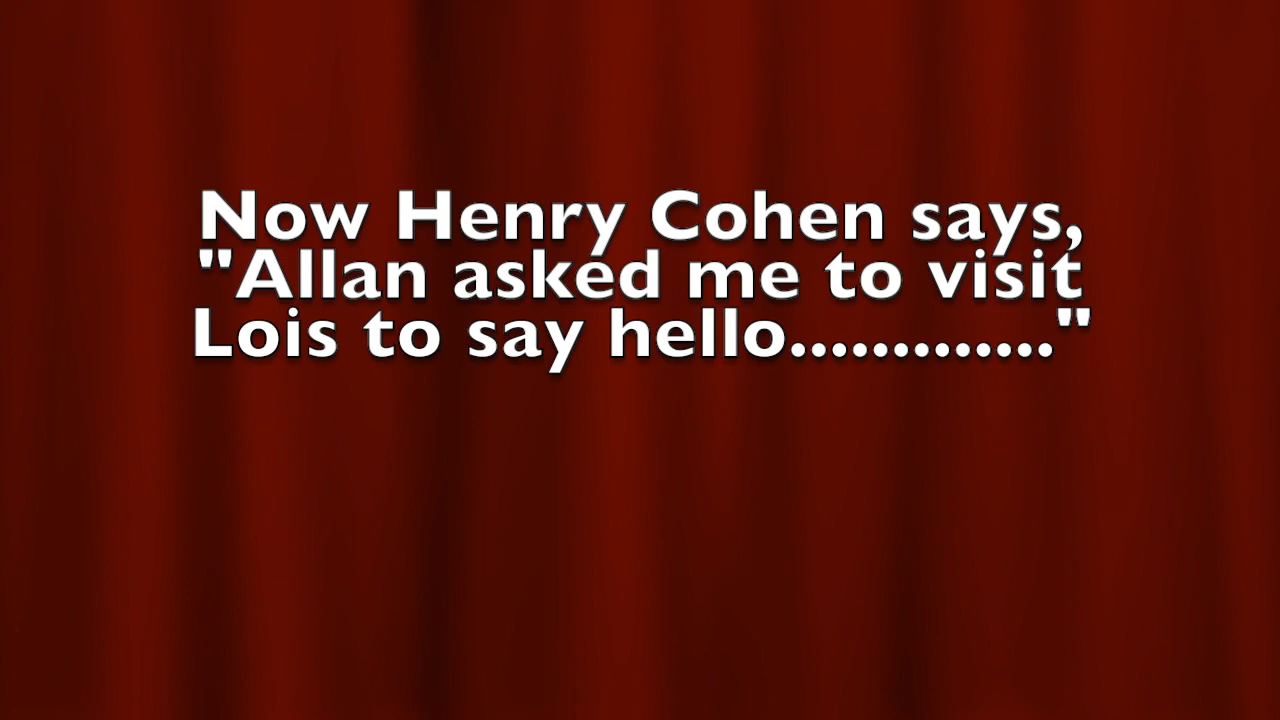 Now Henry Cohen says,
"Allan asked me to visit
Lois to say hello............."